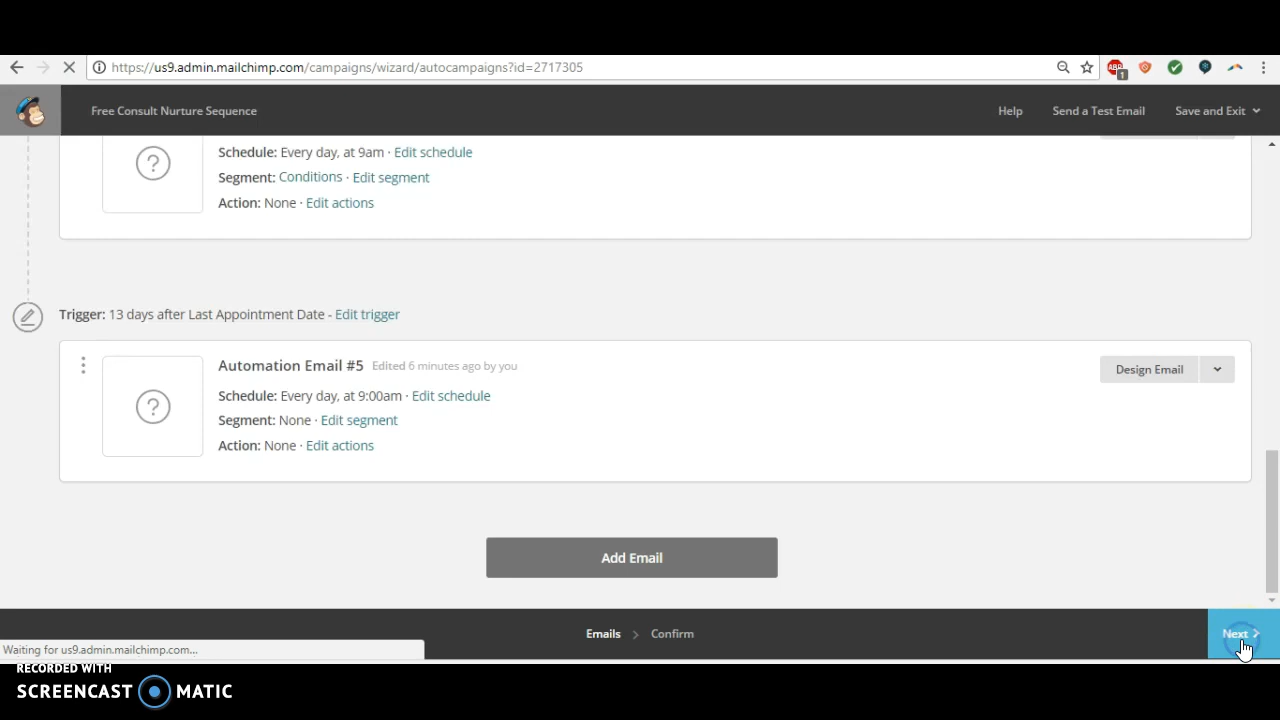 https://us9.admin.mailchimp.com/campaigns/wizard/autocampaigns?id=2717305
ABP
1
Free Consult Nurture Sequence
Help
Send a Test Email
Save and Exit
?
Schedule: Every day, at 9am · Edit schedule
Segment: Conditions · Edit segment
Action: None · Edit actions
Trigger: 13 days after Last Appointment Date - Edit trigger
?
Automation Email #5 Edited 6 minutes ago by you
Design Email
Schedule: Every day, at 9:00am · Edit schedule
Segment: None · Edit segment
Action: None · Edit actions
Add Email
Emails > Confirm
Next >
Waiting for us9.admin.mailchimp.com...
RECORDED WITH
SCREENCAST MATIC